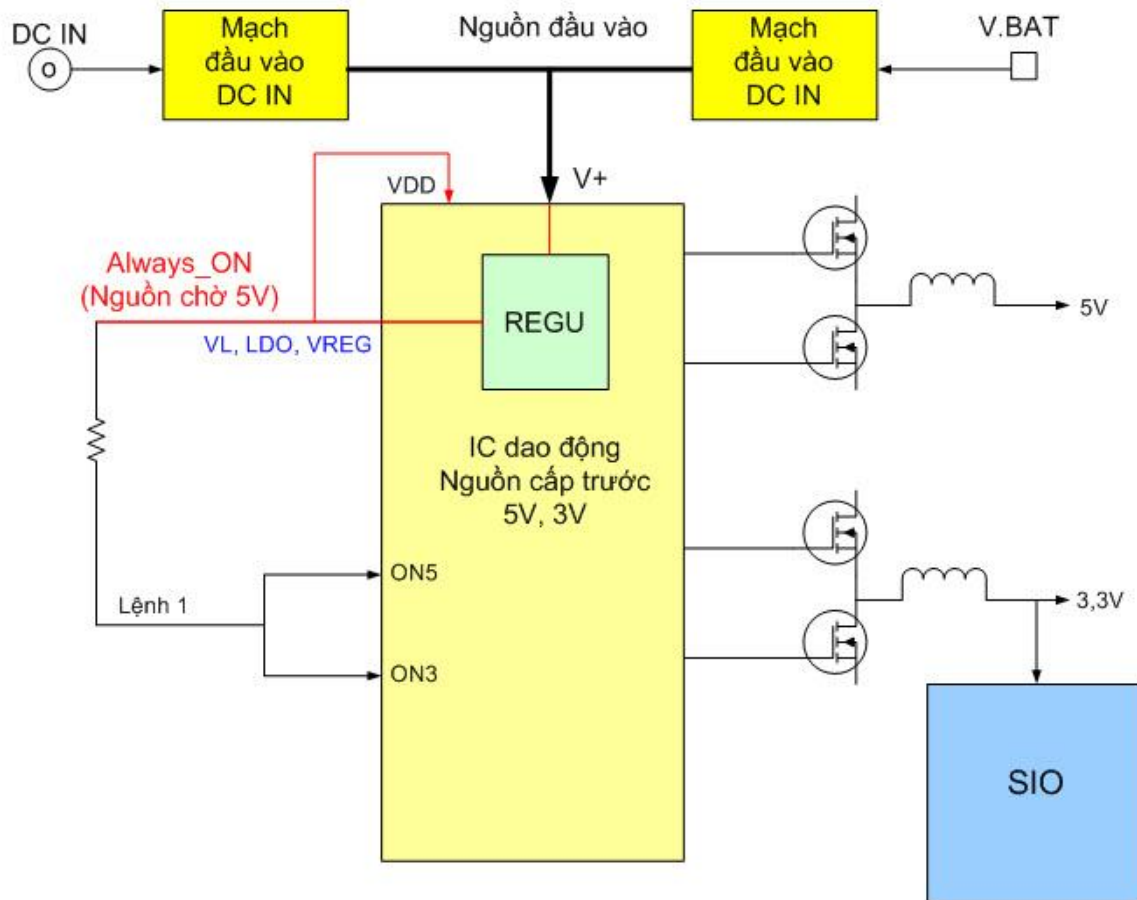 DC IN
o
Mạch
đầu vào
DC IN
Nguồn đầu vào
Mạch
đầu vào
DC IN
V.BAT
VDD
V+
Always_ON
(Nguồn chờ 5V)
VL, LDO, VREG
REGU
5V
IC dao động
Nguồn cấp trước
5V, 3V
ON5
Lệnh 1
3,3V
ON3
SIO